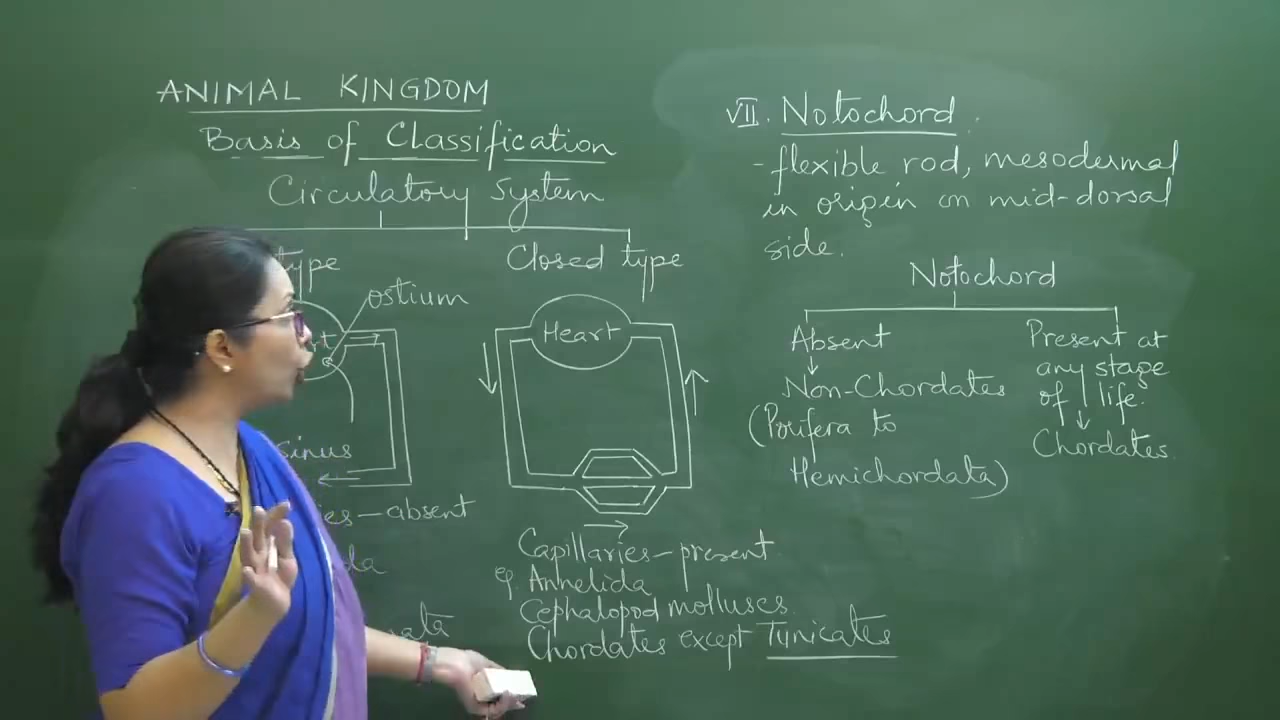 ANIMAL KINGDOM
Basis of Classification
Circulatory System
type
ostium
sinus
absent
Closed type
Heart
Capillaries - present
eg. Annelida
Cephalopod molluscs
Chordates except Tunicates
VII. Notochord
- flexible rod, mesodermal
in origin on mid-dorsal
side.
Notochord
Absent
Non-Chordates
(Porifera to
Hemichordata)
Present at
any stage
of life.
Chordates